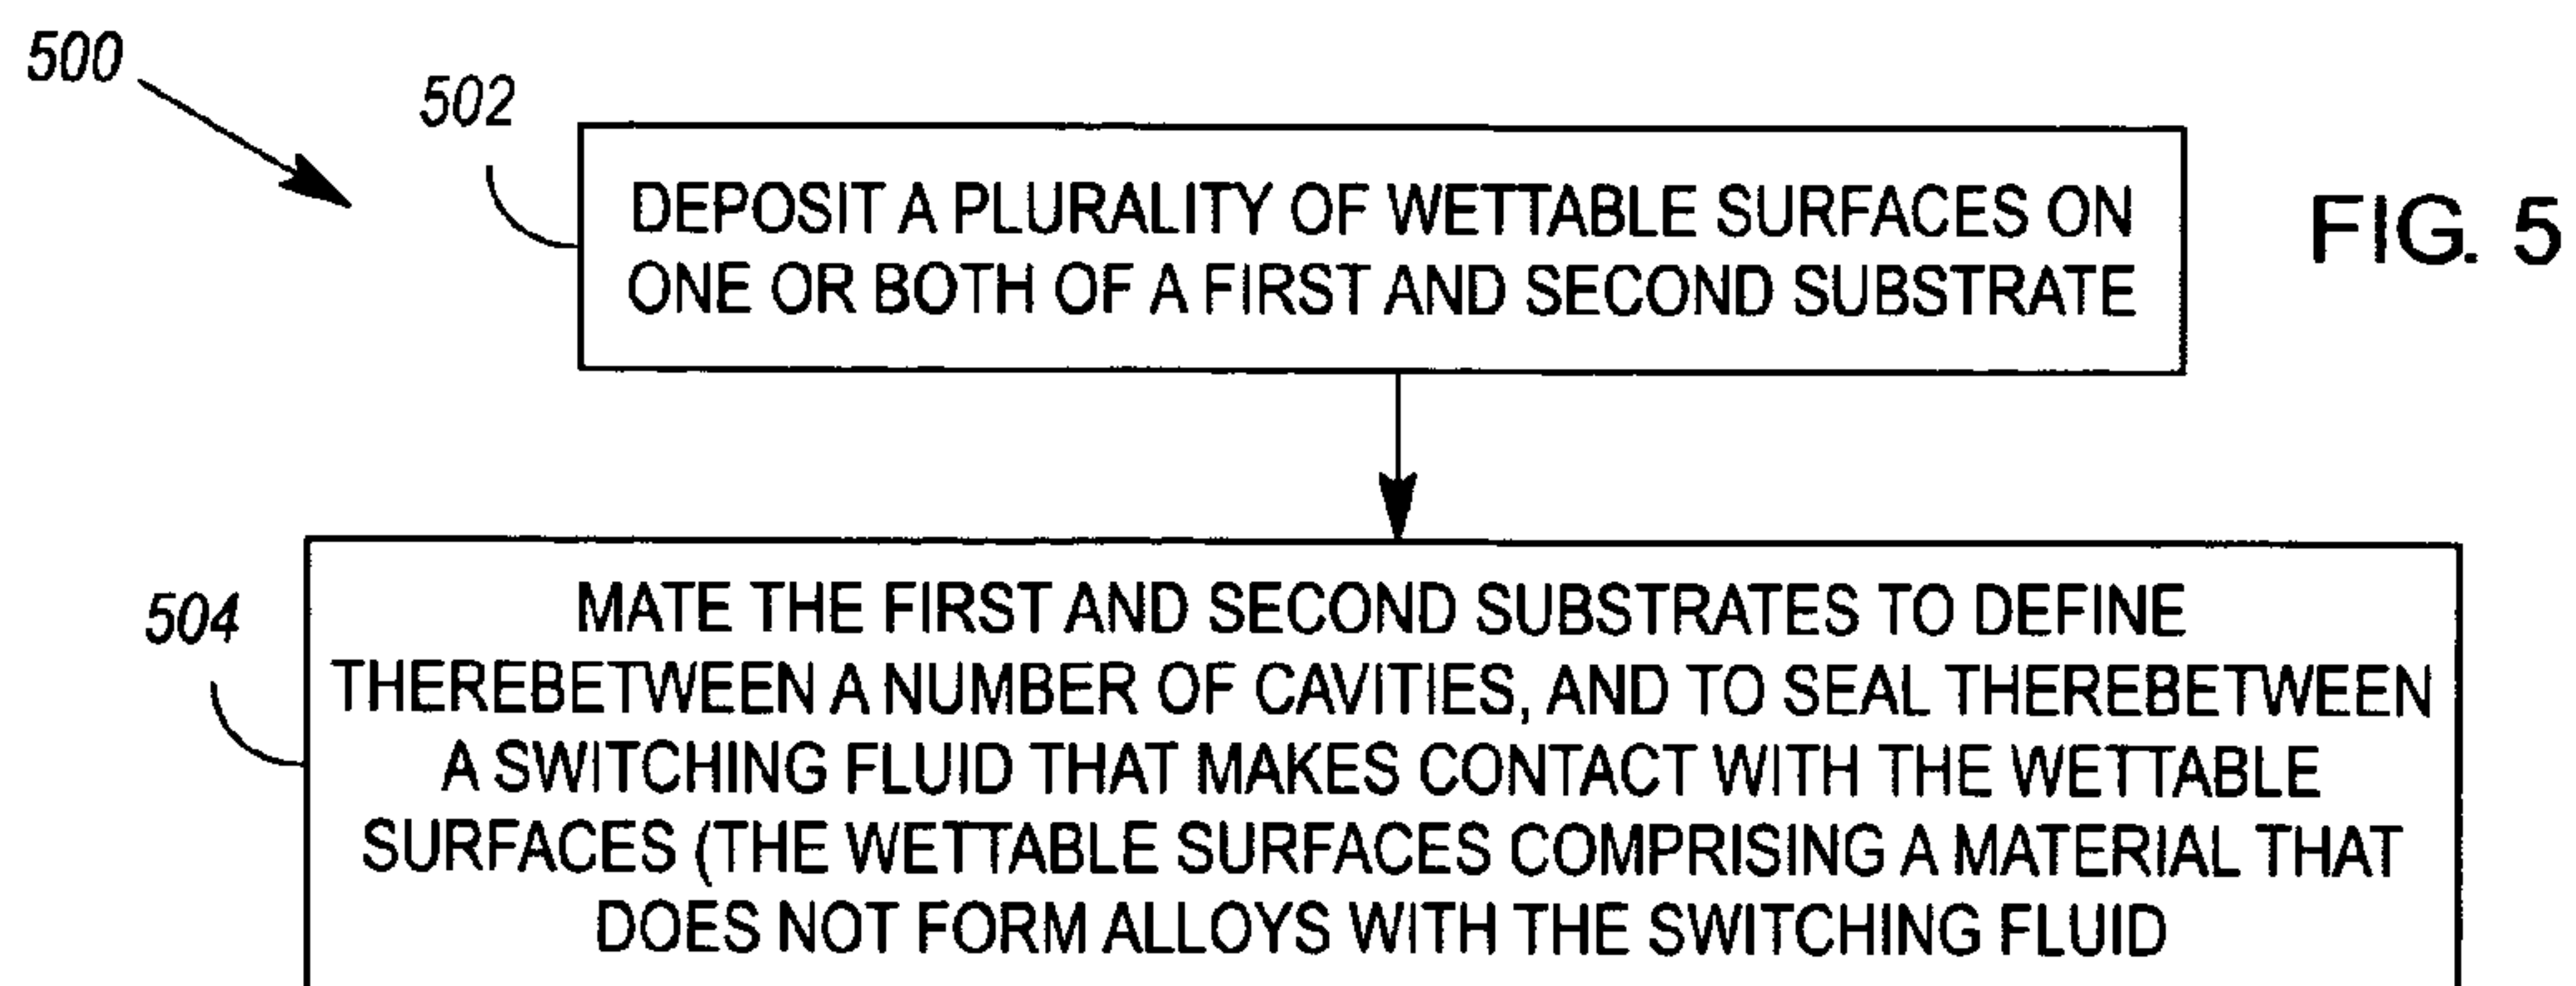 500
502
DEPOSIT A PLURALITY OF WETTABLE SURFACES ON
ONE OR BOTH OF A FIRST AND SECOND SUBSTRATE
FIG. 5
504
MATE THE FIRST AND SECOND SUBSTRATES TO DEFINE
THEREBETWEEN A NUMBER OF CAVITIES, AND TO SEAL THEREBETWEEN
A SWITCHING FLUID THAT MAKES CONTACT WITH THE WETTABLE
SURFACES (THE WETTABLE SURFACES COMPRISING A MATERIAL THAT
DOES NOT FORM ALLOYS WITH THE SWITCHING FLUID